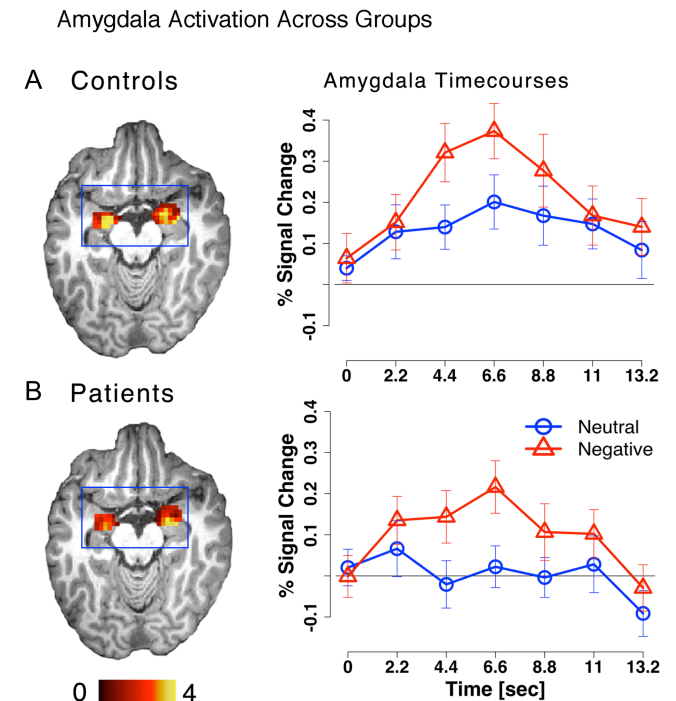 Amygdala Activation Across Groups
A Controls
Amygdala Timecourses
% Signal Change
0.4
0.3
0.2
0.1
-0.1
0 2.2 4.4 6.6 8.8 11 13.2
B Patients
% Signal Change
0.4
0.3
0.2
0.1
-0.1
Neutral
Negative
0 2.2 4.4 6.6 8.8 11 13.2
Time [sec]
0 4